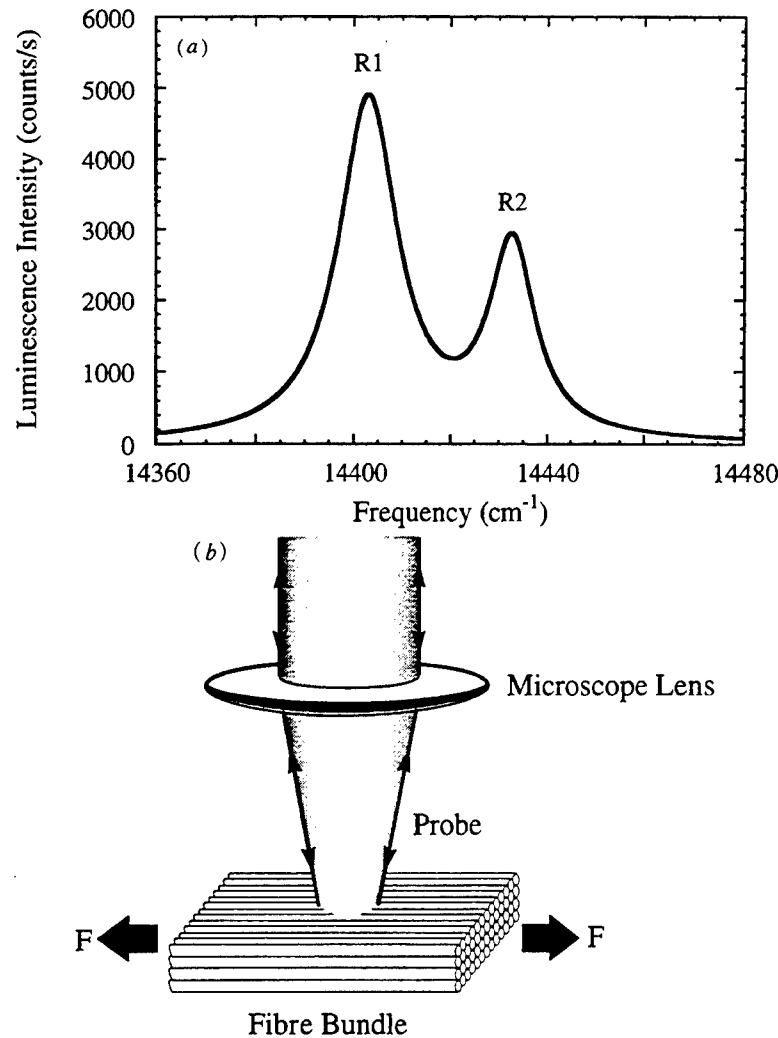 (a)
6000
5000
4000
3000
2000
1000
0
Luminescence Intensity (counts/s)
R1
R2
14360
14400
14440
14480
Frequency (cm-1)
(b)
Microscope Lens
Probe
F
F
Fibre Bundle